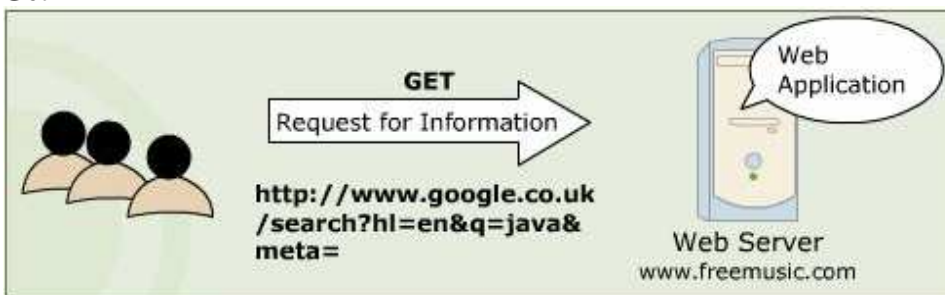 GET
Request for Information
http://www.google.co.uk
/search?hl=en&q=java&
meta=
Web
Application
Web Server
www.freemusic.com